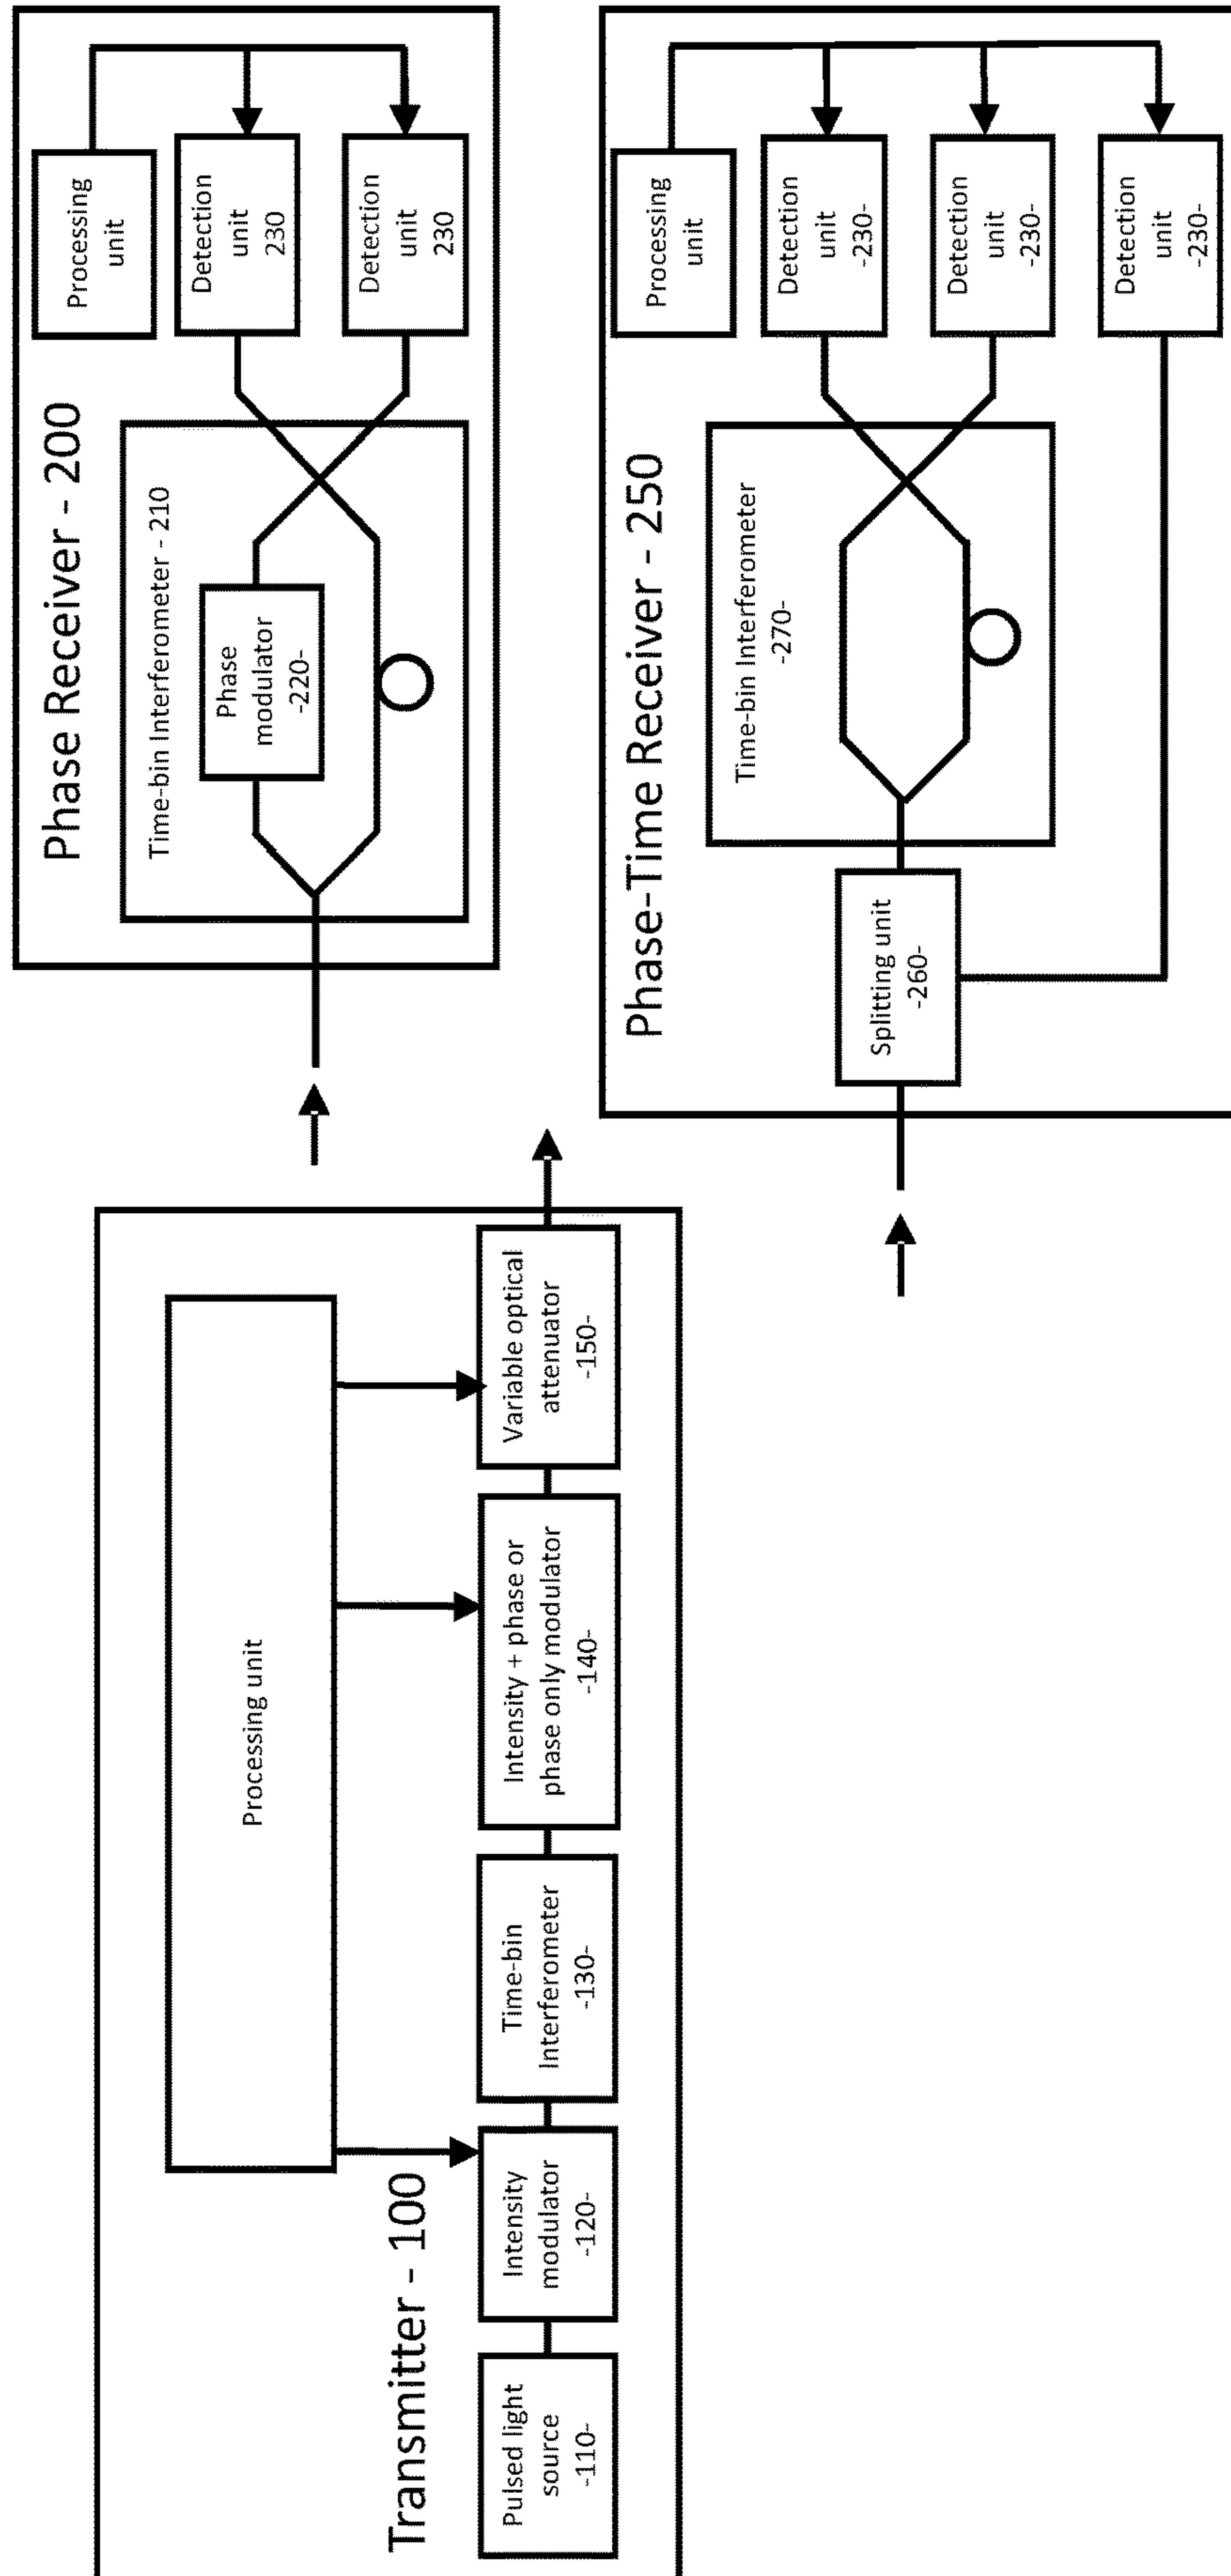 Transmitter - 100
Processing unit
Pulsed light
source
-110-
Intensity
modulator
-120-
Time-bin
Interferometer
-130-
Intensity + phase or
phase only modulator
-140-
Variable optical
attenuator
-150-
Phase Receiver - 200
Time-bin Interferometer - 210
Phase
modulator
-220-
Processing
unit
Detection
unit
230
Detection
unit
230
Phase-Time Receiver - 250
Splitting unit
-260-
Time-bin Interferometer
-270-
Processing
unit
Detection
unit
-230-
Detection
unit
-230-
Detection
unit
-230-